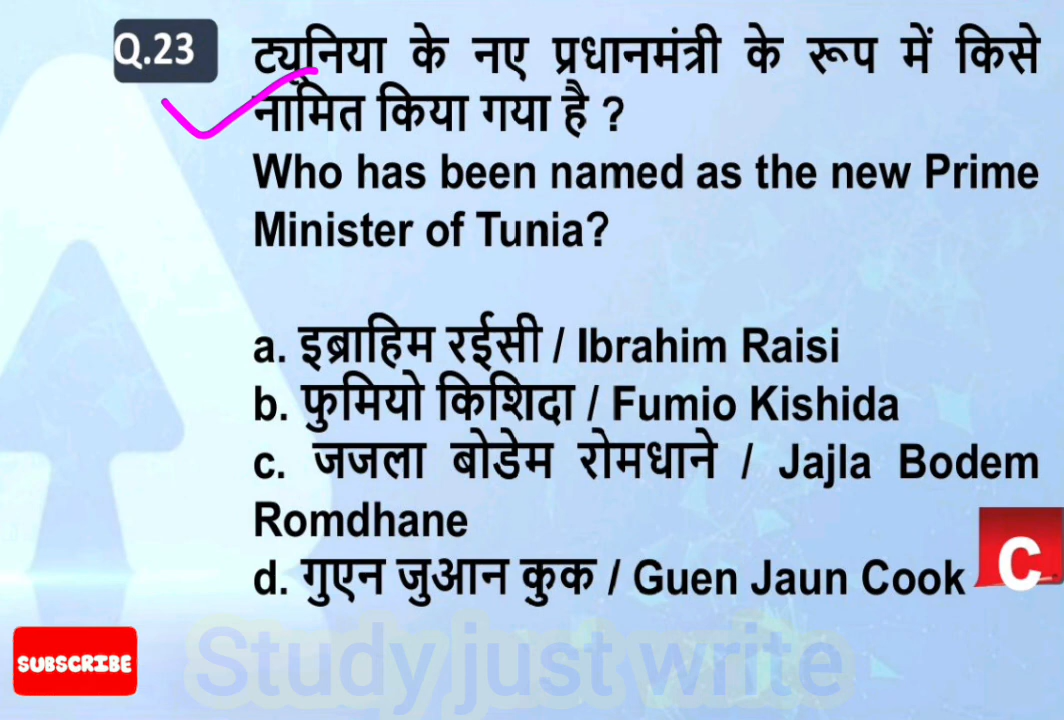 Q.23 ट्यूनिया के नए प्रधानमंत्री के रूप में किसे
नामित किया गया है ?
Who has been named as the new Prime
Minister of Tunia?
a. इब्राहिम रईसी / Ibrahim Raisi
b. फुमियो किशिदा / Fumio Kishida
c. जजला बोडेम रोमधाने / Jajla Bodem
Romdhane
d. गुएन जुआन कुक / Guen Jaun Cook
C
SUBSCRIBE
Study just write